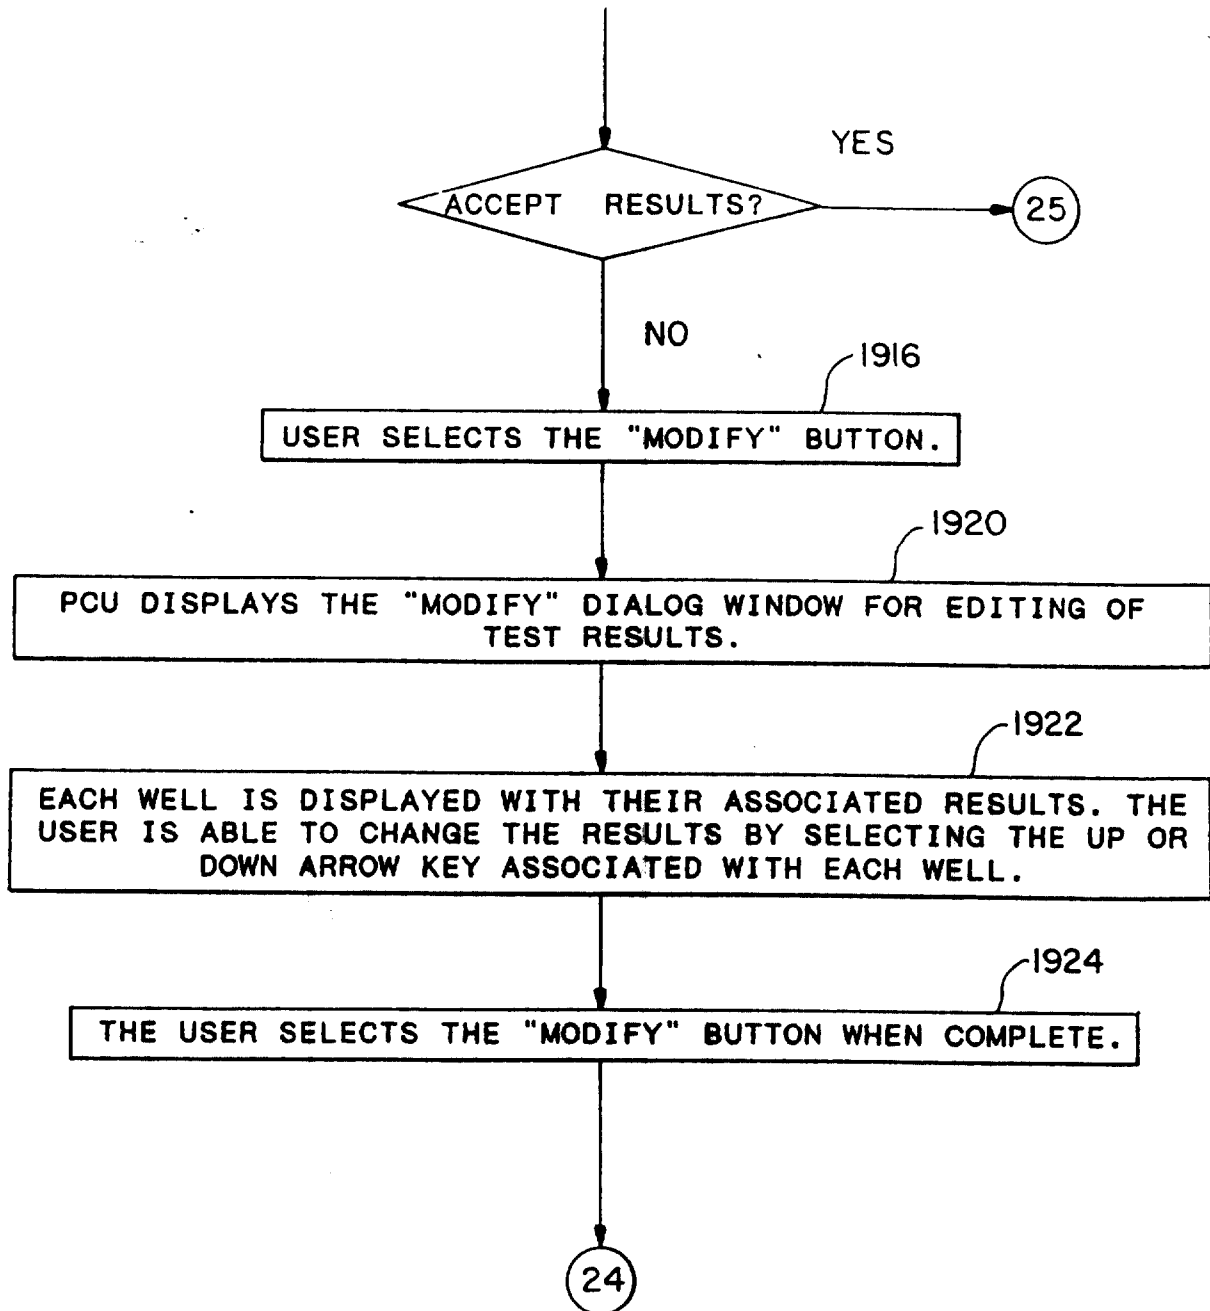 YES
ACCEPT RESULTS?
25
NO
1916
USER SELECTS THE "MODIFY" BUTTON.
1920
PCU DISPLAYS THE "MODIFY" DIALOG WINDOW FOR EDITING OF
TEST RESULTS.
1922
EACH WELL IS DISPLAYED WITH THEIR ASSOCIATED RESULTS. THE
USER IS ABLE TO CHANGE THE RESULTS BY SELECTING THE UP OR
DOWN ARROW KEY ASSOCIATED WITH EACH WELL.
1924
THE USER SELECTS THE "MODIFY" BUTTON WHEN COMPLETE.
24